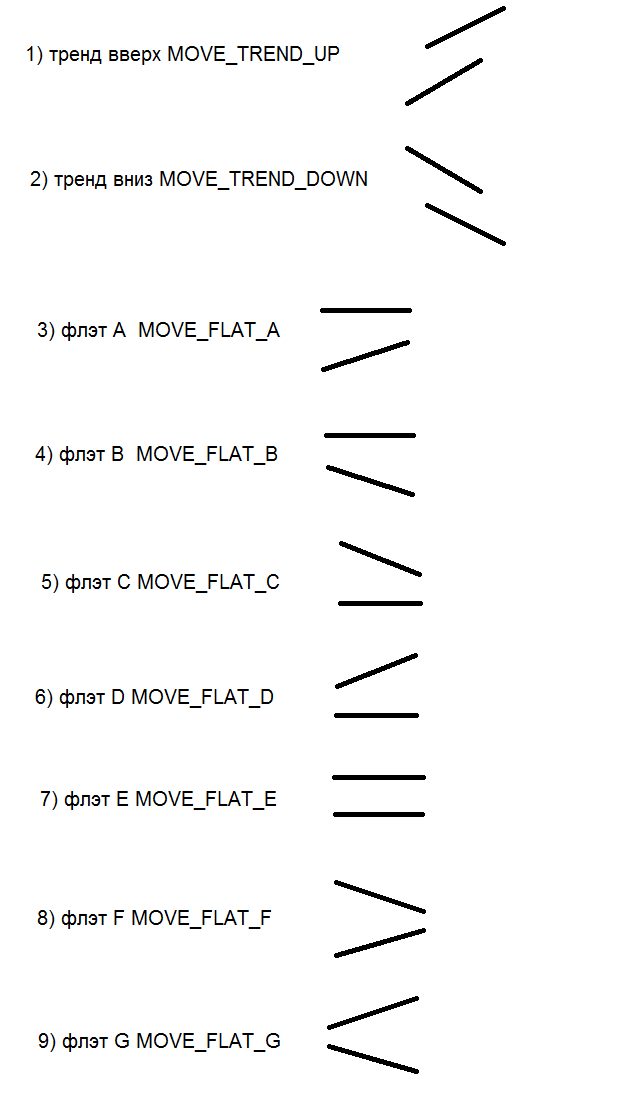 1) тренд вверх MOVE_TREND_UP
2) тренд вниз MOVE_TREND_DOWN
3) флэт A  MOVE_FLAT_A
4) флэт B  MOVE_FLAT_B
5) флэт C MOVE_FLAT_C
6) флэт D MOVE_FLAT_D
7) флэт E MOVE_FLAT_E
8) флэт F MOVE_FLAT_F
9) флэт G MOVE_FLAT_G